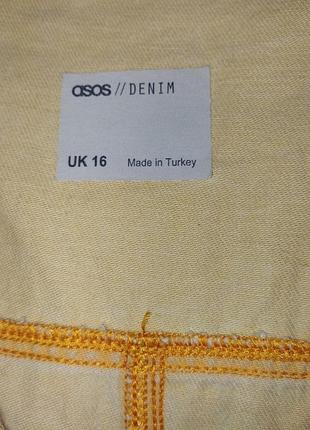 asos // DENIM
UK 16 Made in Turkey